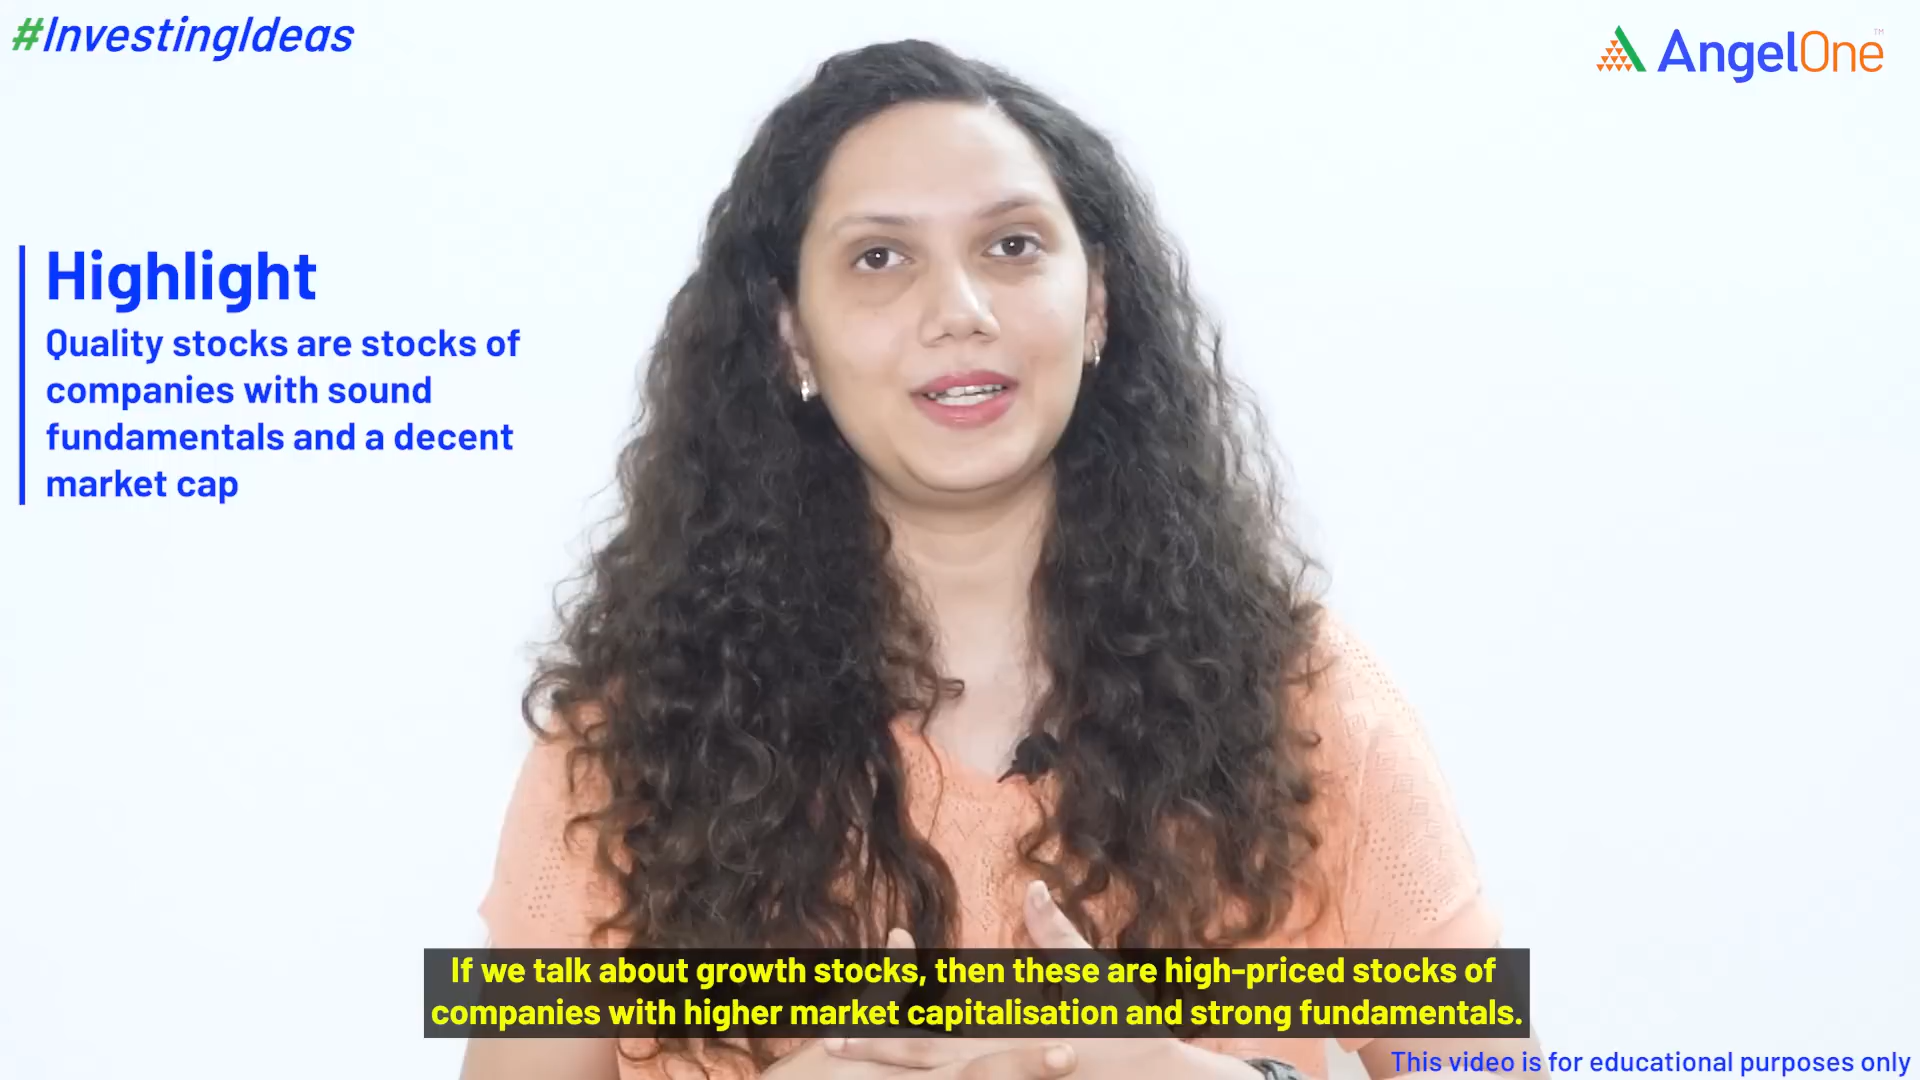 #InvestingIdeas
AngelOne™
Highlight
Quality stocks are stocks of
companies with sound
fundamentals and a decent
market cap
If we talk about growth stocks, then these are high-priced stocks of
companies with higher market capitalisation and strong fundamentals.
This video is for educational purposes only